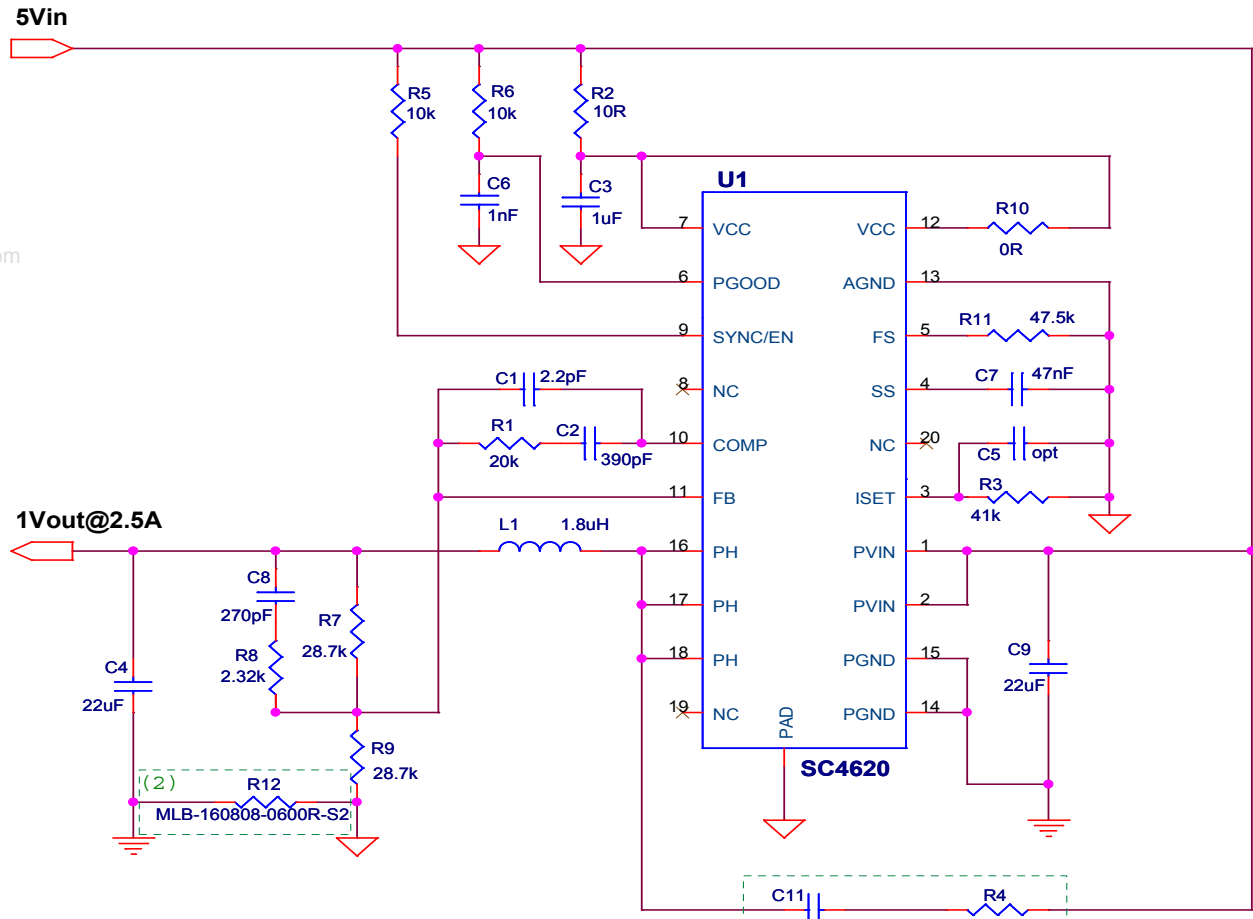 5Vin
R5
10k
R6
10k
R2
10R
C6
1nF
C3
1uF
U1
R10
0R
om
7 VCC
VCC 12
6 PGOOD
AGND 13
9 SYNC/EN
FS 5
R11 47.5k
8 NC
SS 4
C7 47nF
C1 2.2pF
R1
20k
C2
390pF
10 COMP
NC 20
C5 opt
11 FB
ISET 3
R3
41k
1Vout@2.5A
L1 1.8uH
16 PH
PVIN 1
17 PH
PVIN 2
18 PH
PGND 15
19 NC
PGND 14
PAD
SC4620
C8
270pF
R7
28.7k
R8
2.32k
C4
22uF
C9
22uF
R9
28.7k
(2)
R12
MLB-160808-0600R-S2
C11
R4